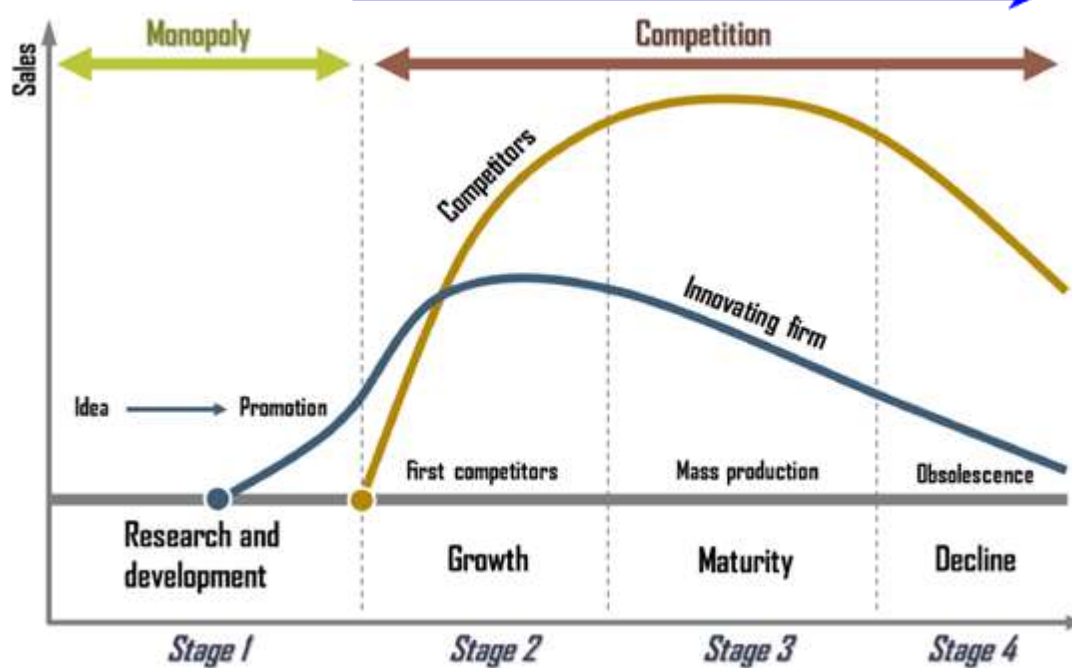 Monopoly
Competition
Sales
Competitors
Innovating firm
Idea
Promotion
First competitors
Mass production
Obsolescence
Research and
development
Growth
Maturity
Decline
Stage 1
Stage 2
Stage 3
Stage 4